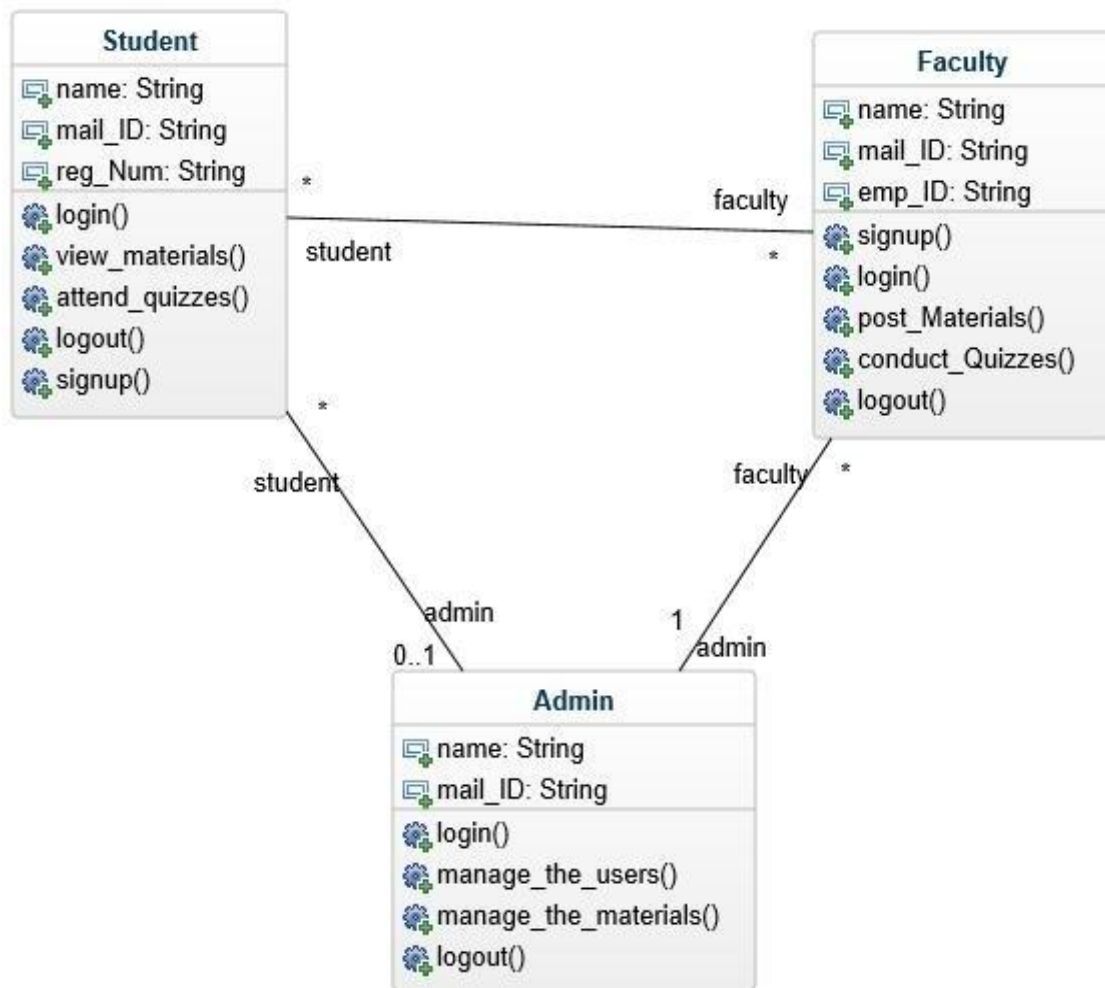 Student
name: String
mail_ID: String
reg_Num: String
login()
view_materials()
attend_quizzes()
logout()
signup()
Faculty
name: String
mail_ID: String
emp_ID: String
signup()
login()
post_Materials()
conduct_Quizzes()
logout()
*
student
faculty
*
*
student
admin
0..1
faculty
*
1
admin
Admin
name: String
mail_ID: String
login()
manage_the_users()
manage_the_materials()
logout()